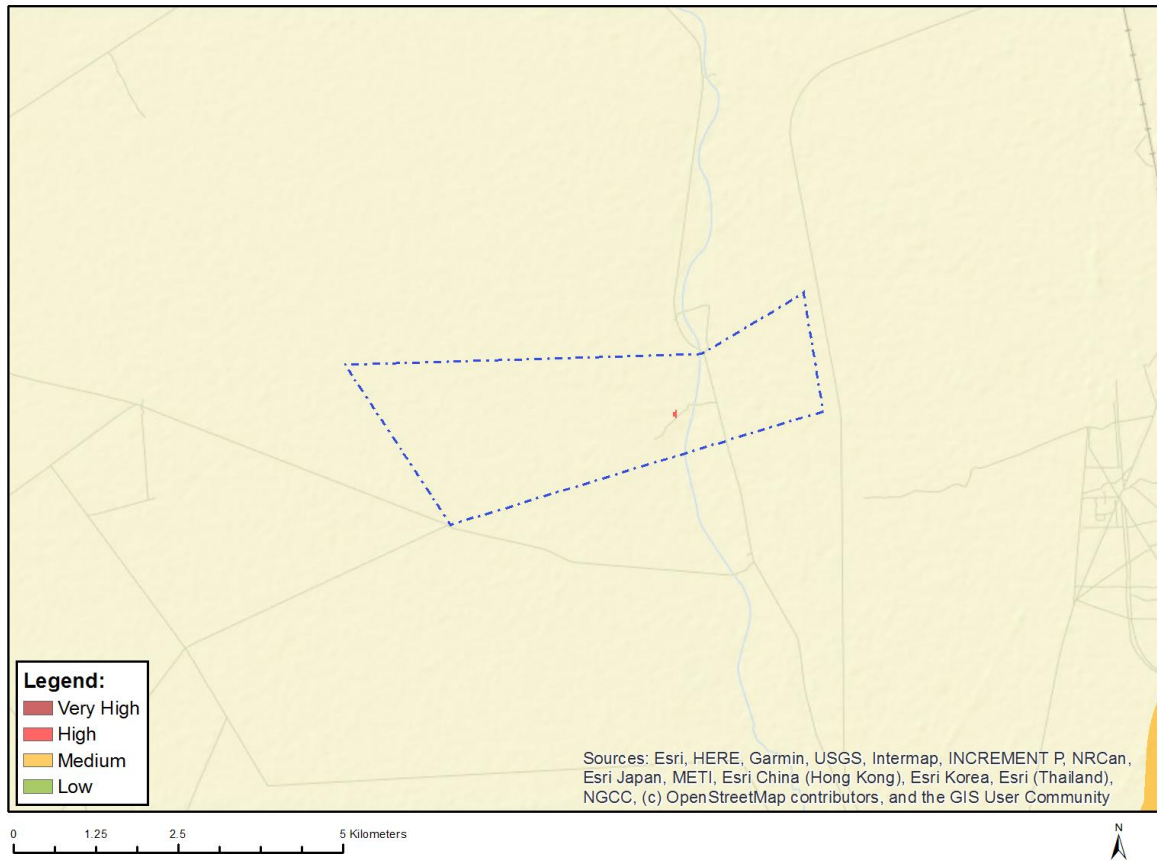 Legend:
Very High
High
Medium
Low
Sources: Esri, HERE, Garmin, USGS, Intermap, INCREMENT P, NRCan,
Esri Japan, METI, Esri China (Hong Kong), Esri Korea, Esri (Thailand),
NGCC, (c) OpenStreetMap contributors, and the GIS User Community
0 1.25 2.5 5 Kilometers
N